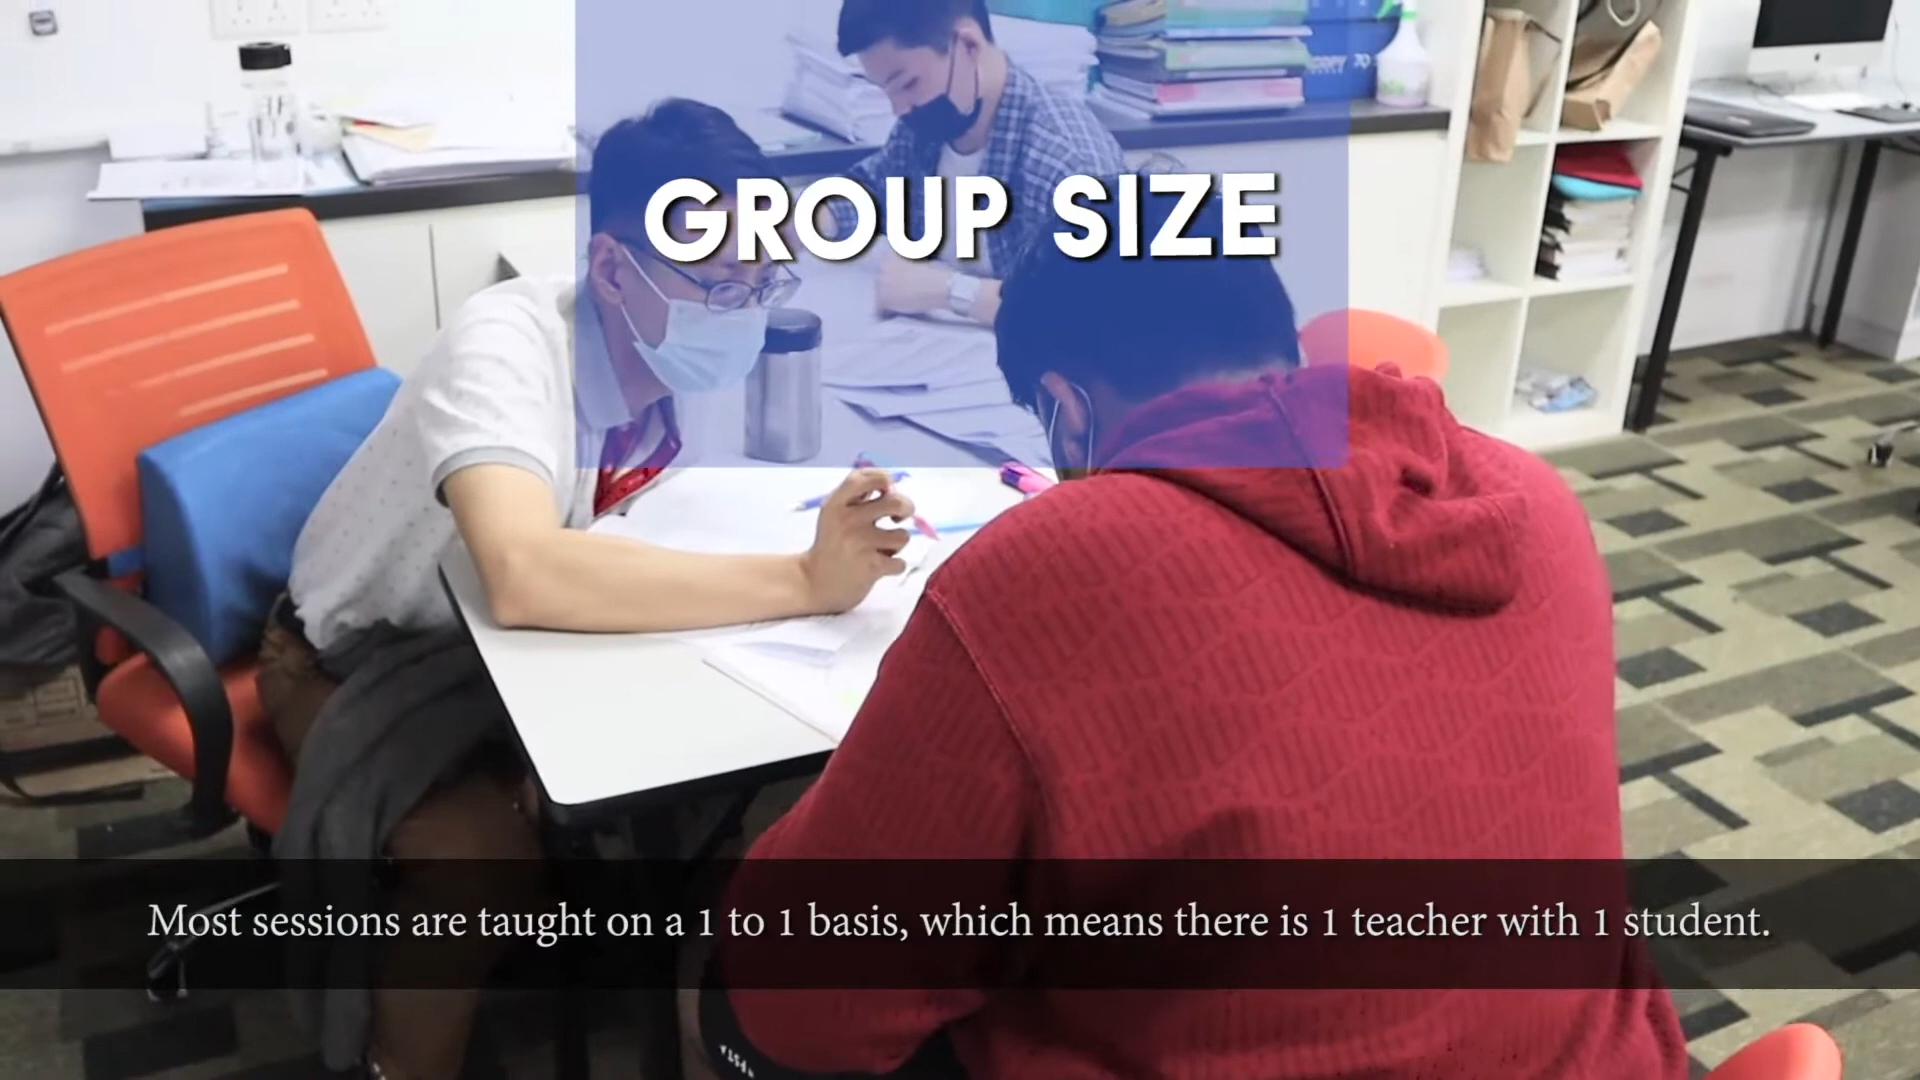 COPY
GROUP SIZE
Most sessions are taught on a 1 to 1 basis, which means there is 1 teacher with 1 student.